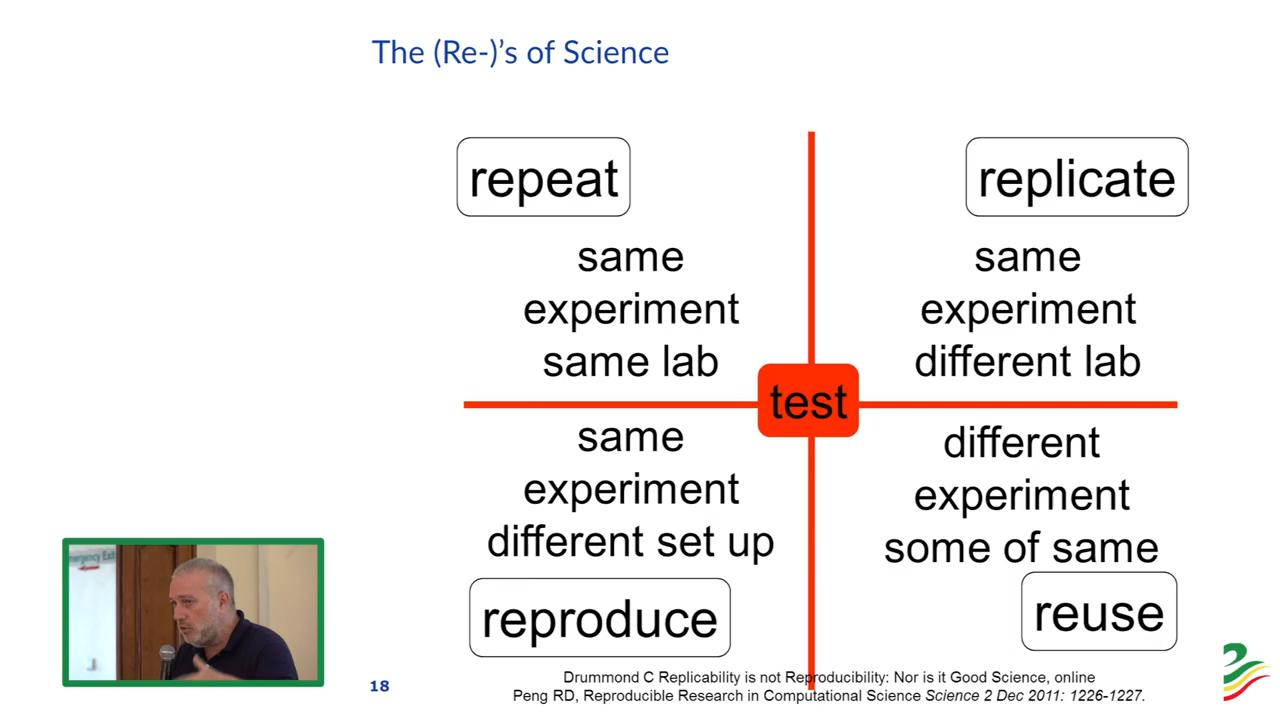 The (Re-)'s of Science
repeat
replicate
same
experiment
same lab
same
experiment
different lab
test
same
experiment
different set up
different
experiment
some of same
reproduce
reuse
Emergency Exit
18
Drummond C Replicability is not Reproducibility: Nor is it Good Science, online
Peng RD, Reproducible Research in Computational Science Science 2 Dec 2011: 1226-1227.